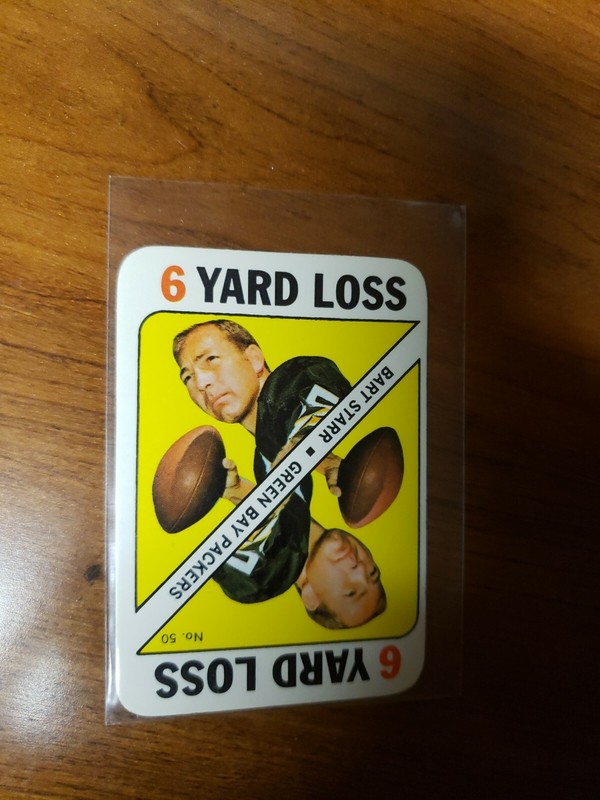 6 YARD LOSS
BART STARR ▪ GREEN BAY PACKERS
No. 50
6 YARD LOSS